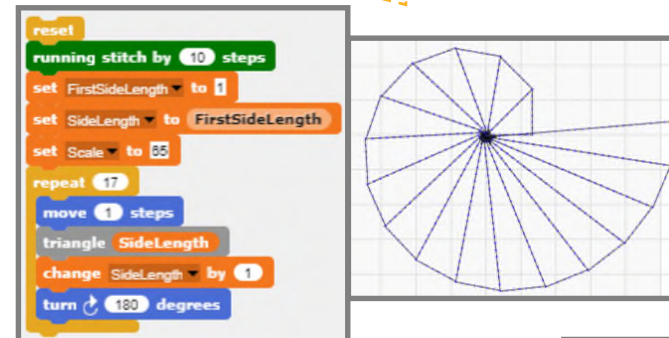 reset
running stitch by 10 steps
set FirstSideLength to 1
set SideLength to FirstSideLength
set Scale to 65
repeat 17
move 1 steps
triangle SideLength
change SideLength by 1
turn 180 degrees